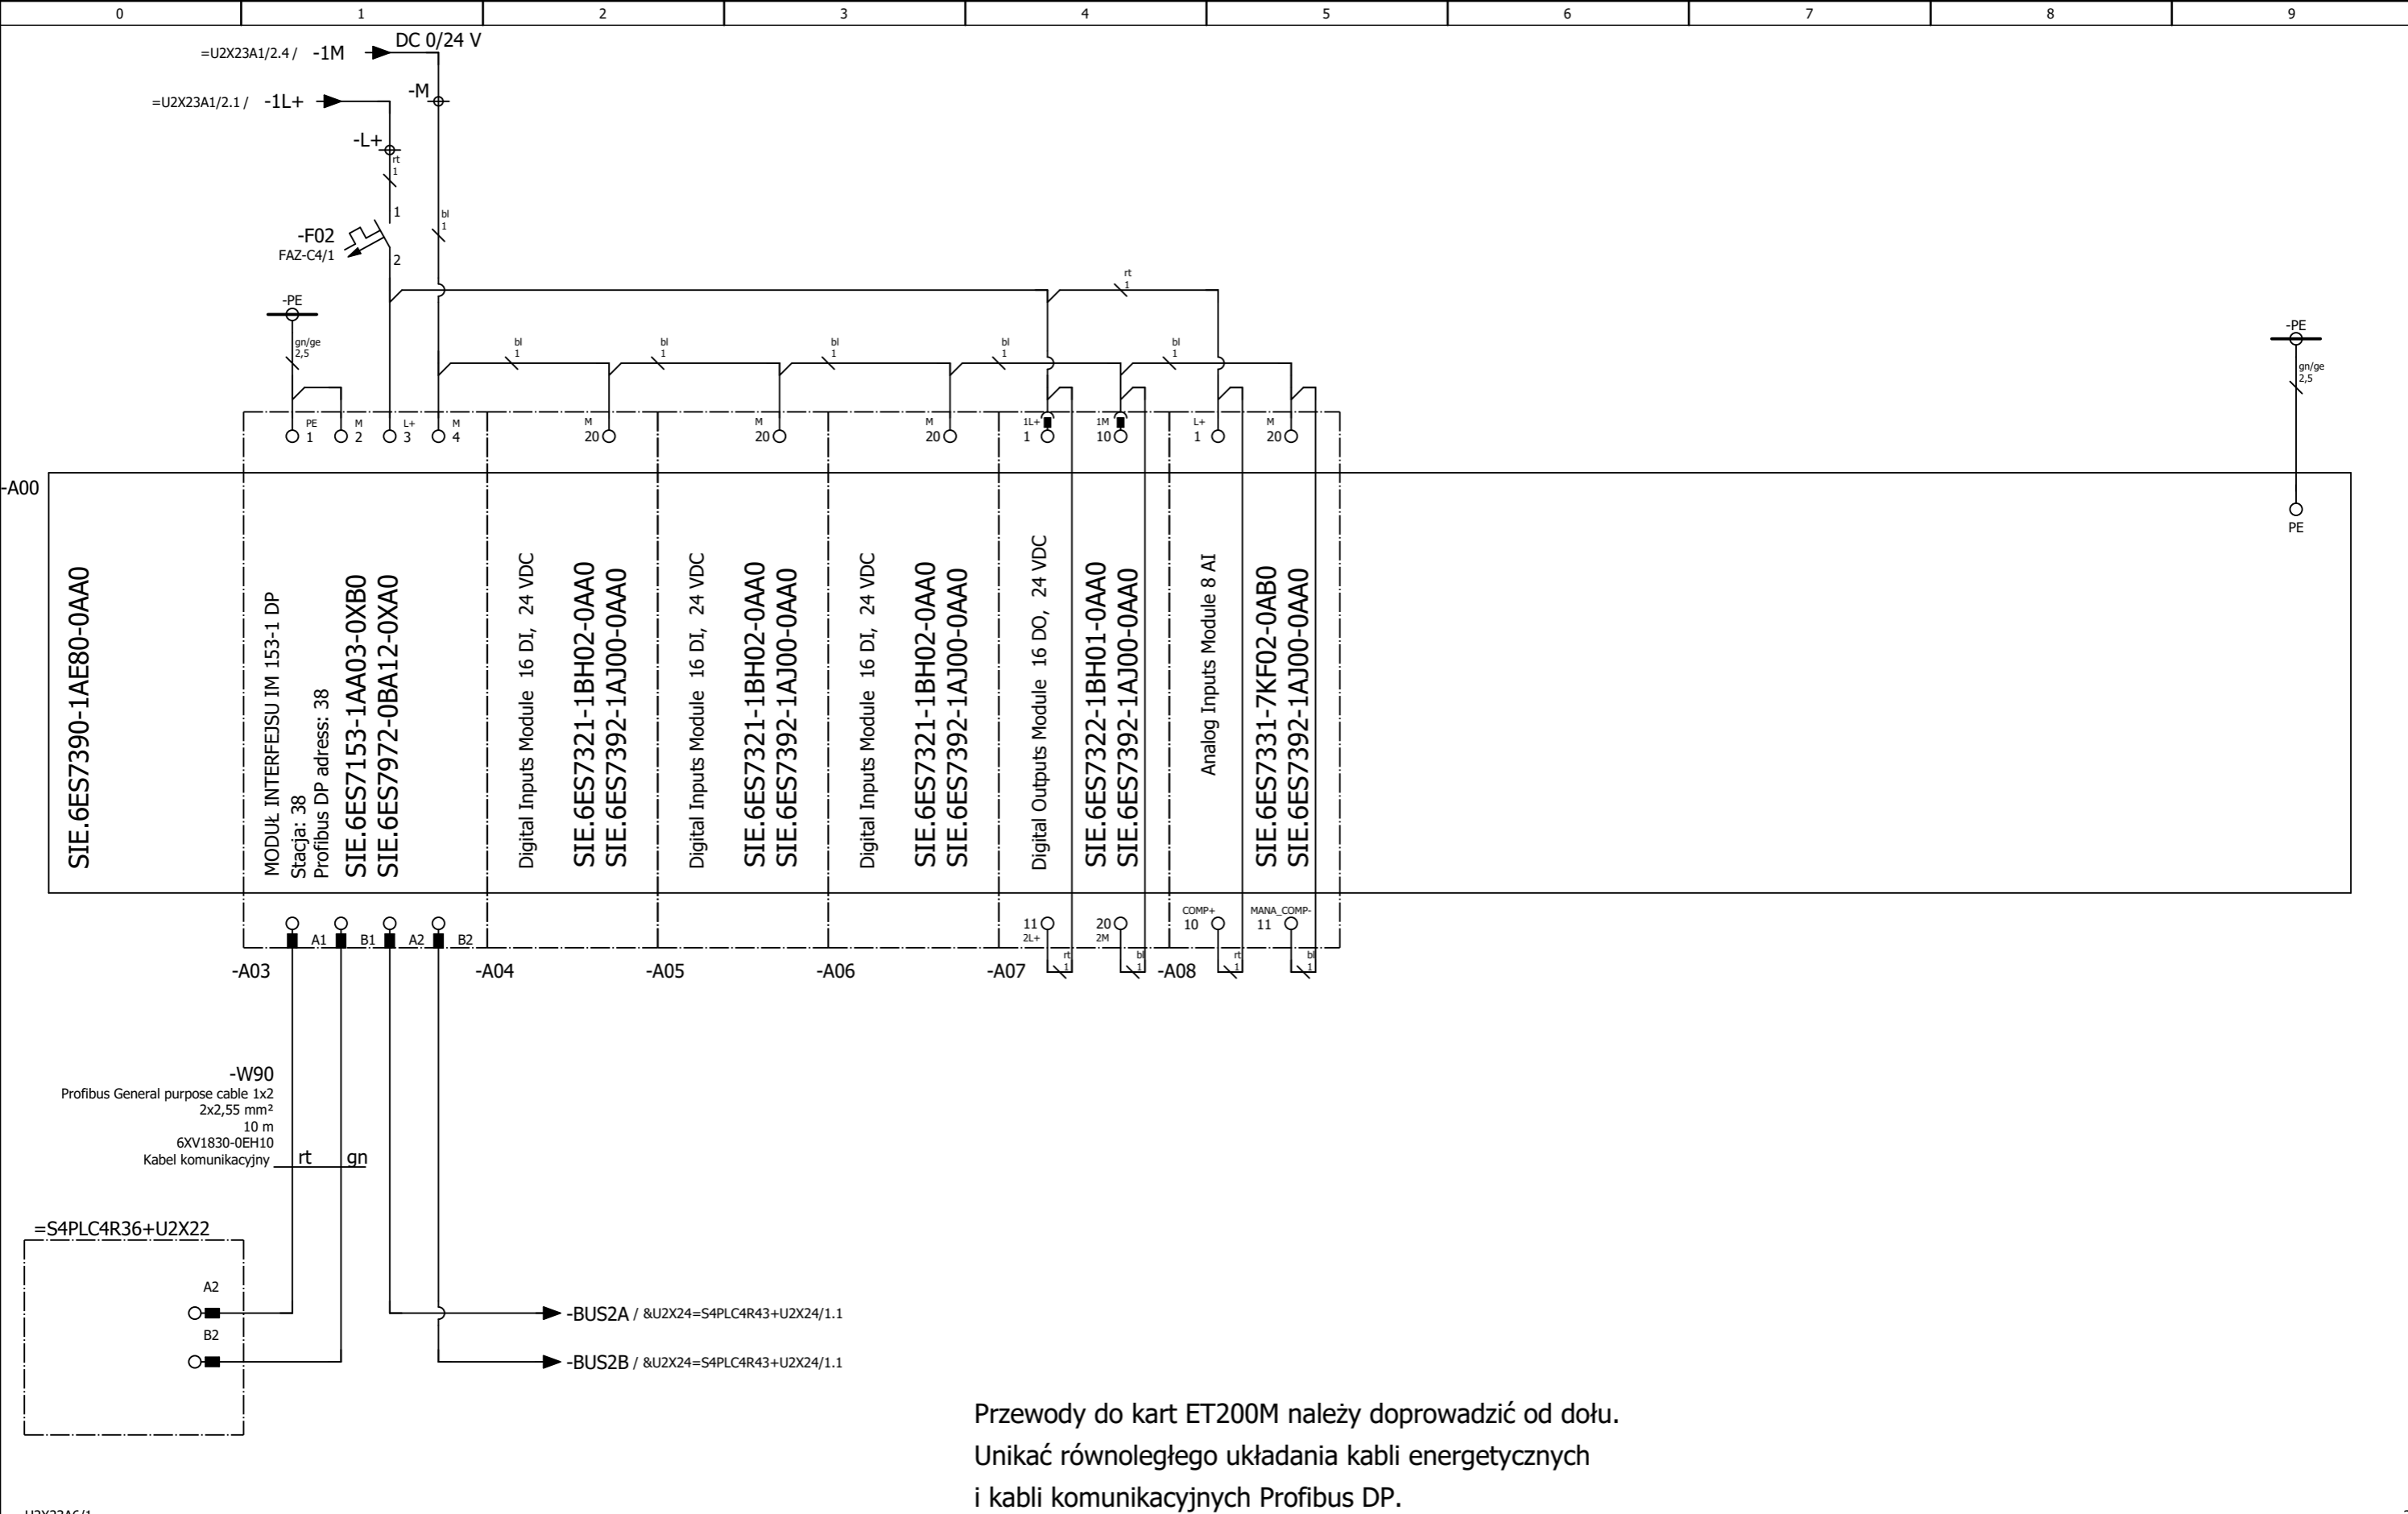 0 1 2 3 4 5 6 7 8 9
DC 0/24 V
=U2X23A1/2.4 / -1M
-M
=U2X23A1/2.1 / -1L+
-L+
rt
1
1
bl
1
-F02
FAZ-C4/1
2
rt
1
-PE
gn/ge
2,5
bl
1
bl
1
bl
1
bl
1
bl
1
-PE
gn/ge
2,5
PE
1
M
2
L+
3
M
4
M
20
M
20
M
20
1L+
1
1M
10
L+
1
M
20
-A00
PE
SIE.6ES7390-1AE80-0AA0
MODUŁ INTERFEJSU IM 153-1 DP
Stacja: 38
Profibus DP adress: 38
SIE.6ES7153-1AA03-0XB0
SIE.6ES7972-0BA12-0XA0
Digital Inputs Module 16 DI, 24 VDC
SIE.6ES7321-1BH02-0AA0
SIE.6ES7392-1AJ00-0AA0
Digital Inputs Module 16 DI, 24 VDC
SIE.6ES7321-1BH02-0AA0
SIE.6ES7392-1AJ00-0AA0
Digital Inputs Module 16 DI, 24 VDC
SIE.6ES7321-1BH02-0AA0
SIE.6ES7392-1AJ00-0AA0
Digital Outputs Module 16 DO, 24 VDC
SIE.6ES7322-1BH01-0AA0
SIE.6ES7392-1AJ00-0AA0
Analog Inputs Module 8 AI
SIE.6ES7331-7KF02-0AB0
SIE.6ES7392-1AJ00-0AA0
A1 B1 A2 B2
11
2L+
20
2M
COMP+
10
MANA_COMP-
11
rt
1
bl
1
rt
1
bl
1
-A03 -A04 -A05 -A06 -A07 -A08
-W90
Profibus General purpose cable 1x2
2x2,55 mm²
10 m
6XV1830-0EH10
Kabel komunikacyjny
rt gn
=S4PLC4R36+U2X22
A2
B2
-BUS2A / &U2X24=S4PLC4R43+U2X24/1.1
-BUS2B / &U2X24=S4PLC4R43+U2X24/1.1
Przewody do kart ET200M należy doprowadzić od dołu.
Unikać równoległego układania kabli energetycznych
i kabli komunikacyjnych Profibus DP.